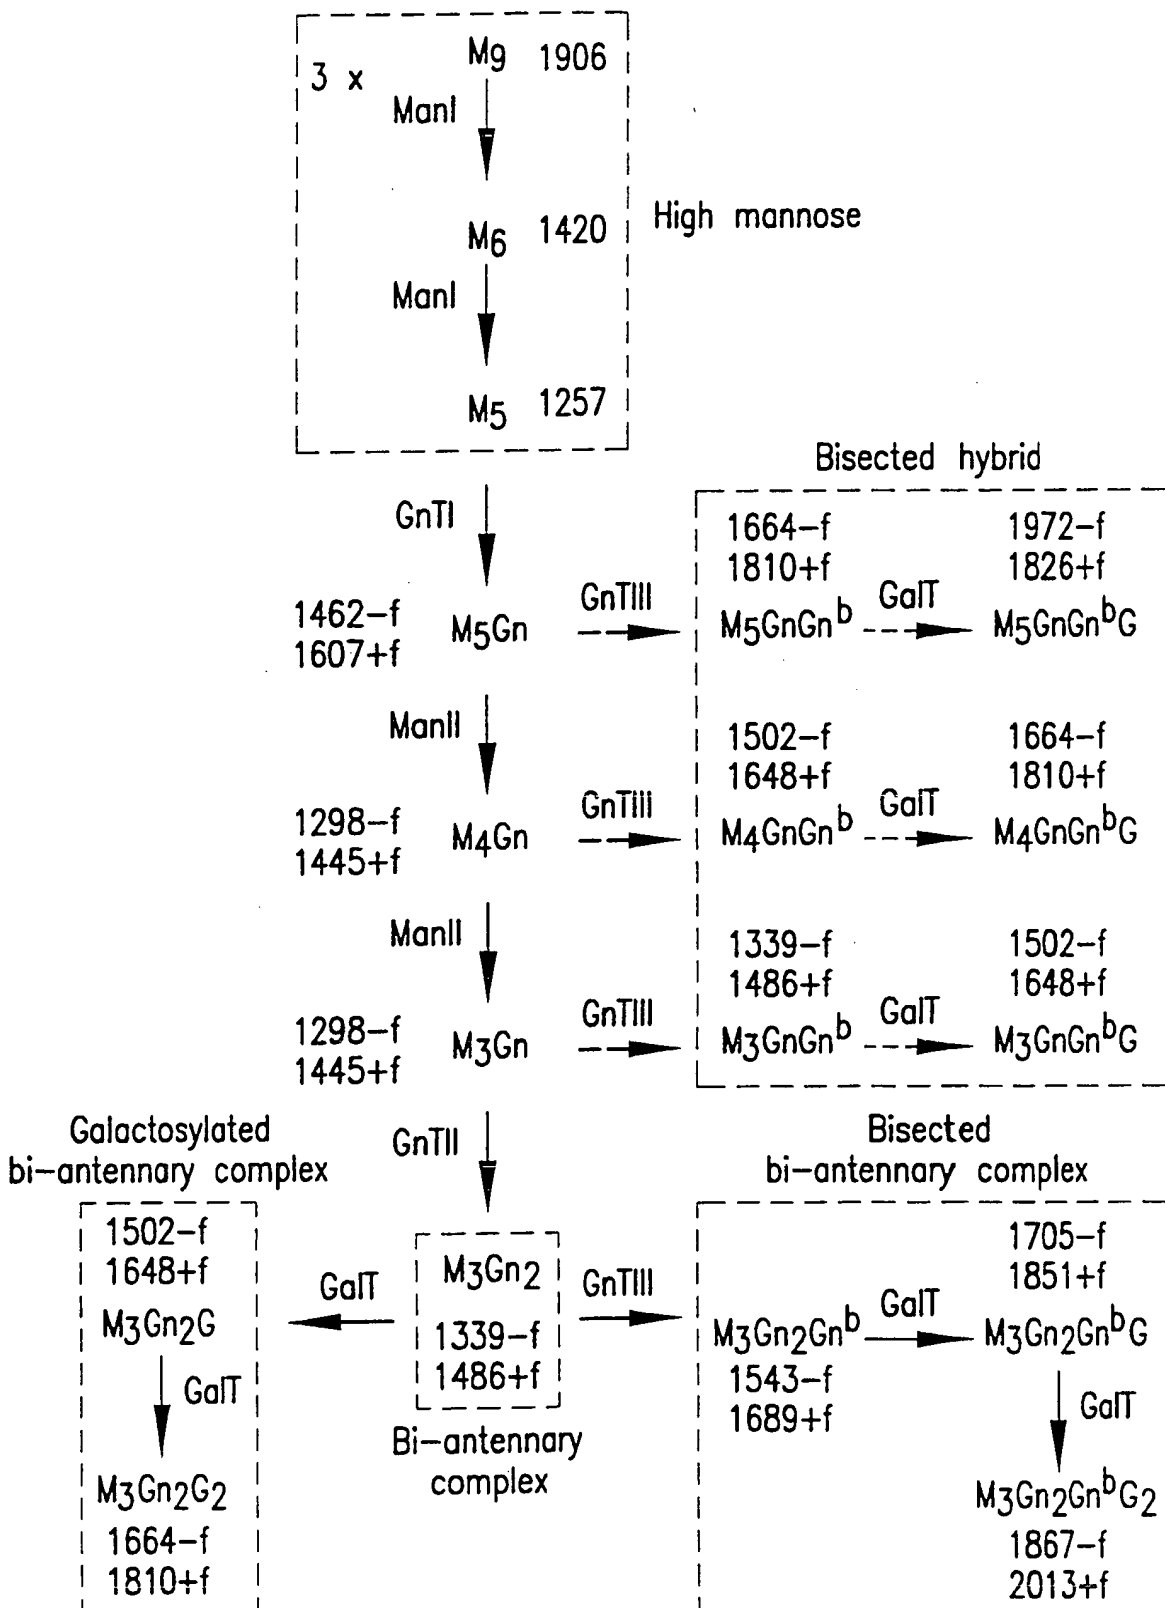 3 x
M9 1906
ManI
M6 1420
High mannose
ManI
M5 1257
Bisected hybrid
GnTI
1664-f
1810+f
1972-f
1826+f
1462-f
1607+f
M5Gn
GnTIII
M5GnGnb
GalT
M5GnGnbG
ManII
1502-f
1648+f
1664-f
1810+f
1298-f
1445+f
M4Gn
GnTIII
M4GnGnb
GalT
M4GnGnbG
ManII
1339-f
1486+f
1502-f
1648+f
1298-f
1445+f
M3Gn
GnTIII
M3GnGnb
GalT
M3GnGnbG
GnTII
Galactosylated
bi-antennary complex
1502-f
1648+f
M3Gn2G
GalT
M3Gn2G2
1664-f
1810+f
GalT
M3Gn2
1339-f
1486+f
Bi-antennary
complex
GnTIII
Bisected
bi-antennary complex
M3Gn2Gnb
1543-f
1689+f
GalT
1705-f
1851+f
M3Gn2GnbG
GalT
M3Gn2GnbG2
1867-f
2013+f